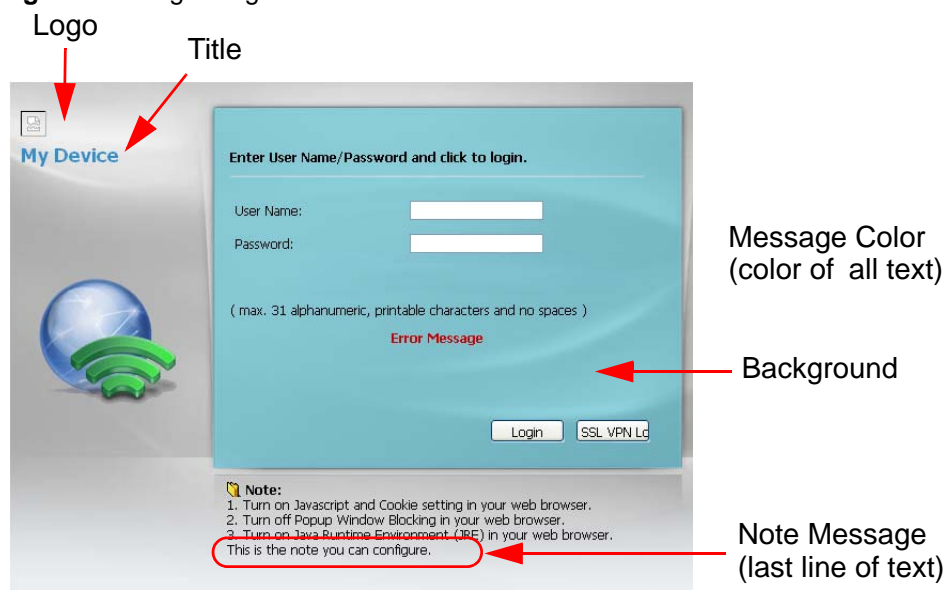 Logo
Title
My Device
Enter User Name/Password and click to login.
User Name:
Password:
Message Color
(color of all text)
( max. 31 alphanumeric, printable characters and no spaces )
Error Message
Background
Login
SSL VPN Lo
Note:
1. Turn on Javascript and Cookie setting in your web browser.
2. Turn off Popup Window Blocking in your web browser.
3. Turn on Java Runtime Environment (JRE) in your web browser.
This is the note you can configure.
Note Message
(last line of text)